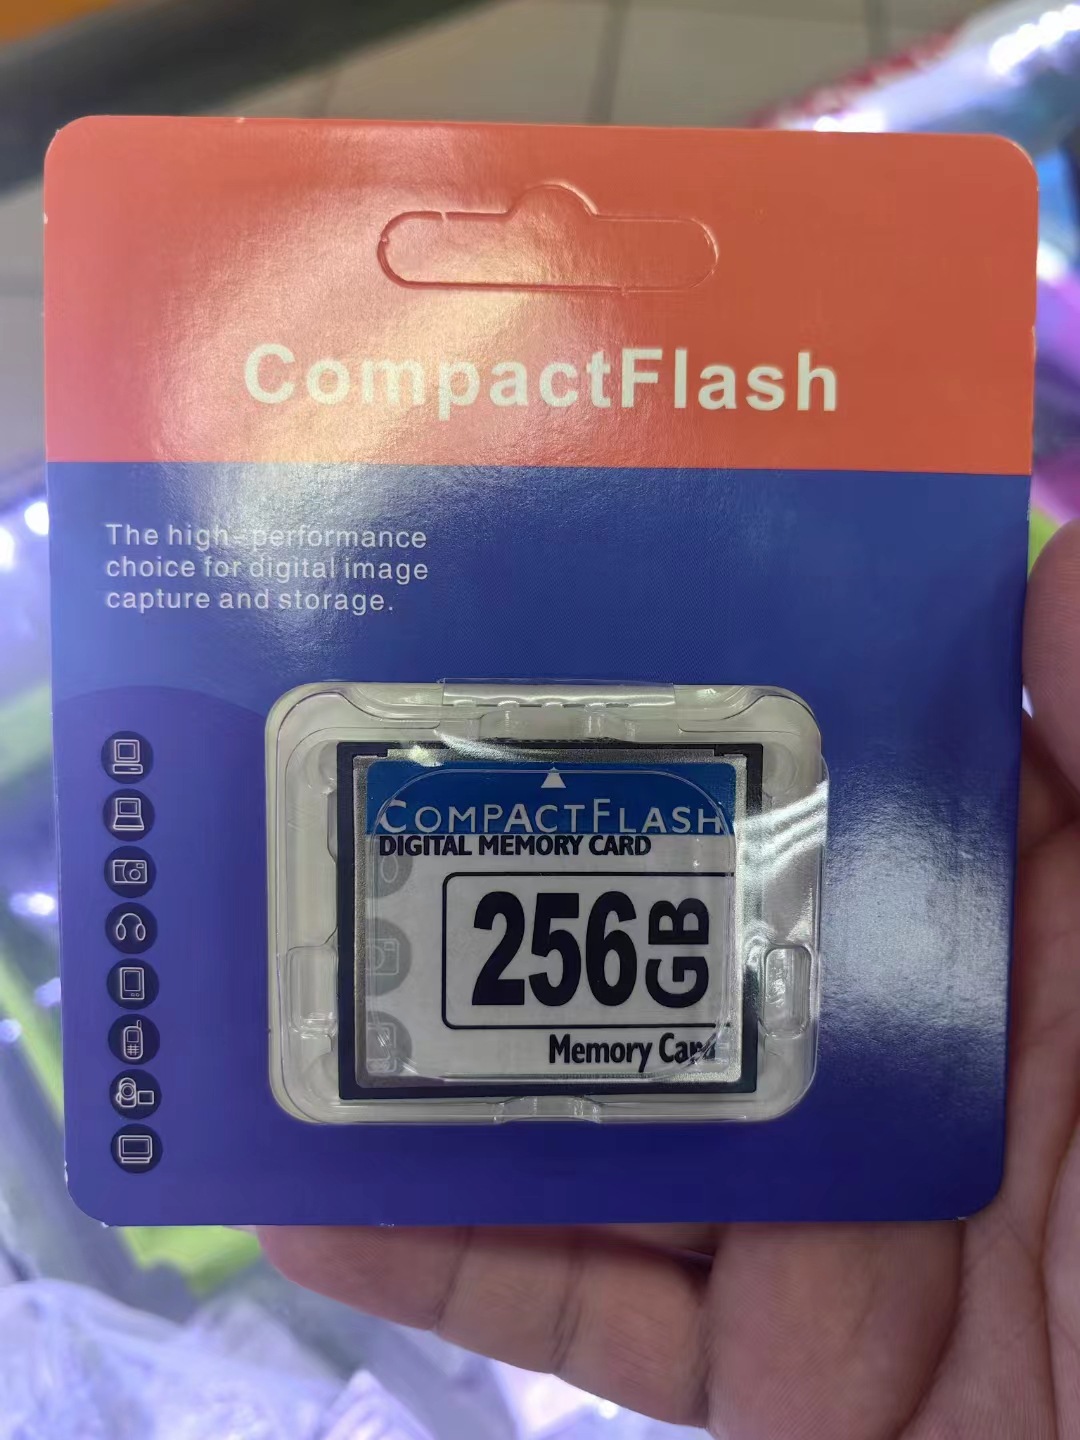 CompactFlash
The high-performance
choice for digital image
capture and storage.
COMPACTFLASH
DIGITAL MEMORY CARD
256GB
Memory Card